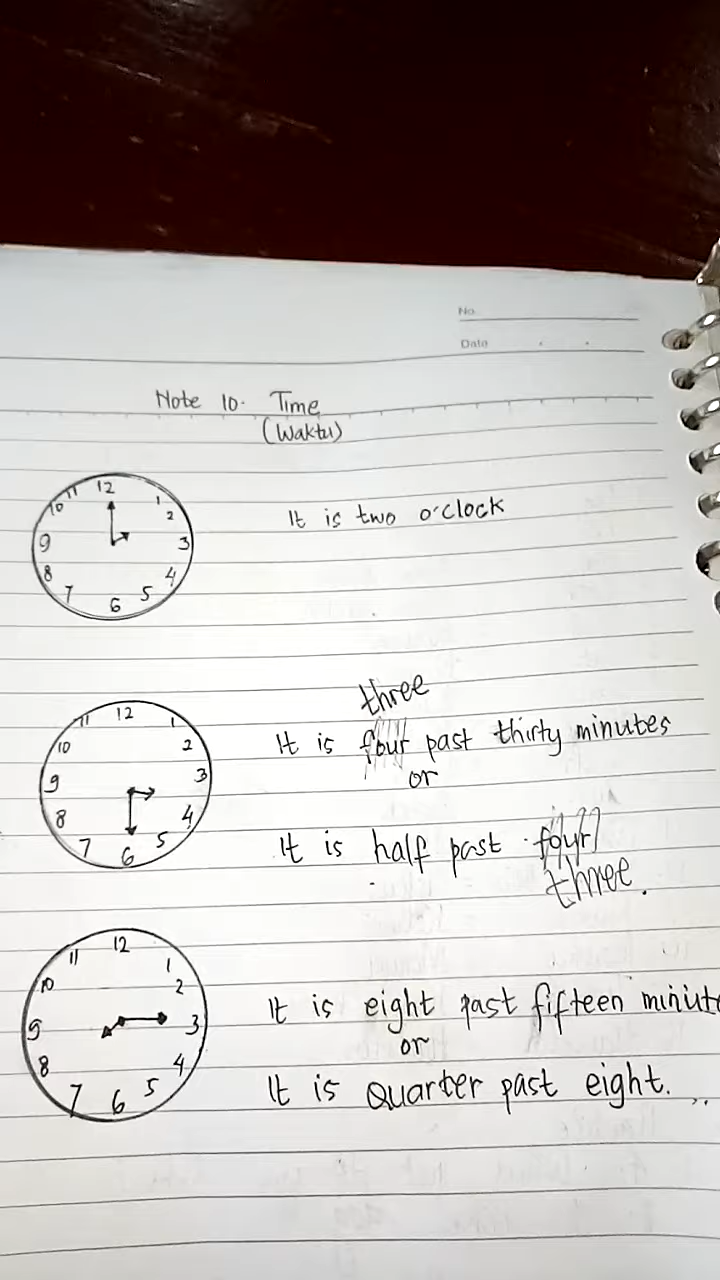 No
Date
Note 10. Time
(Waktu)
12
11
1
10
2
9
3
8
4
7
5
6
It is two o'clock
three
12
11
1
10
2
9
3
8
4
7
5
6
It is four past thirty minutes
or
It is half past four
three.
12
11
1
10
2
9
3
8
4
7
5
6
It is eight past fifteen miniut
or
It is Quarter past eight.